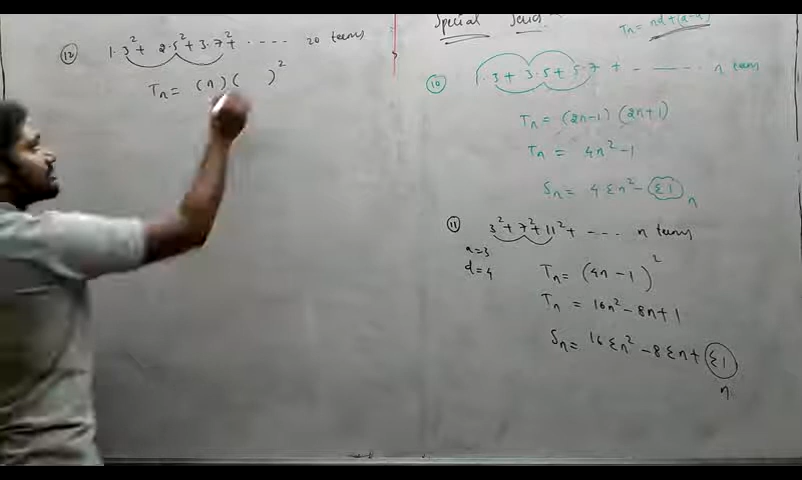 ⑫ 1.3² + 2.5² + 3.7² + .... 20 terms
Tn = (n)( )²
Special Series
Tn = nd+(a-d)
⑩ 1.3 + 3.5 + 5.7 + - ..... n terms
Tn = (2n-1) (2n+1)
Tn = 4n² - 1
Sn = 4Σn² - Σ1
n
⑪ 3² + 7² + 11² + - ... n terms
a=3
d=4
Tn = (4n-1)²
Tn = 16n² - 8n + 1
Sn = 16Σn² - 8Σn + Σ1
n